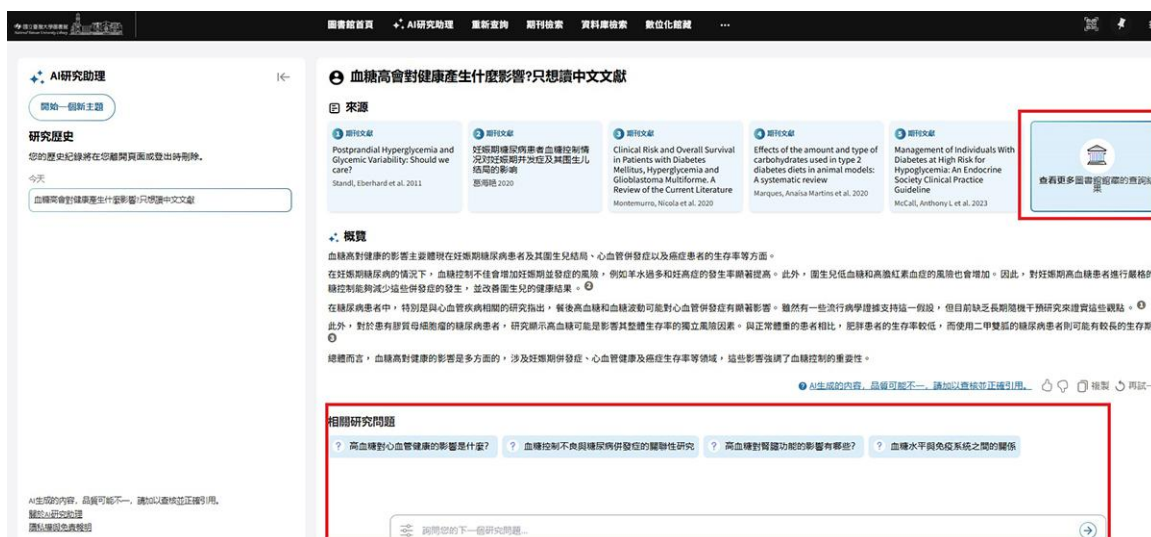 國立臺灣大學圖書館
National Taiwan University Library
圖書館首頁 AI研究助理 重新查詢 期刊檢索 資料庫檢索 數位化館藏 ...
AI研究助理
開始一個新主題
研究歷史
您的歷史紀錄將在您離開頁面或登出時刪除。
今天
血糖高會對健康產生什麼影響?只想讀中文文獻
AI生成的內容，品質可能不一，請加以查核並正確引用。
關於AI研究助理
隱私權與免責聲明
血糖高會對健康產生什麼影響?只想讀中文文獻
來源
1 期刊文獻
Postprandial Hyperglycemia and
Glycemic Variability: Should we
care?
Standl, Eberhard et al. 2011
2 期刊文獻
妊娠期糖尿病患者血糖控制情
况对妊娠期并发症及其围生儿
结局的影响
2020
3 期刊文獻
Clinical Risk and Overall Survival
in Patients with Diabetes
Mellitus, Hyperglycemia and
Glioblastoma Multiforme. A
Review of the Current Literature
Montemurro, Nicola et al. 2020
4 期刊文獻
Effects of the amount and type of
carbohydrates used in type 2
diabetes diets in animal models:
A systematic review
Marques, Anaísa Martins et al. 2020
5 期刊文獻
Management of Individuals With
Diabetes at High Risk for
Hypoglycemia: An Endocrine
Society Clinical Practice
Guideline
McCall, Anthony L et al. 2023
查看更多圖書館館藏的查詢結
果
概覽
血糖高對健康的影響主要體現在妊娠期糖尿病患者及其圍生兒結局、心血管併發症以及癌症患者的生存率等方面。
在妊娠期糖尿病的情況下，血糖控制不佳會增加妊娠期並發症的風險，例如羊水過多和妊高症的發生率顯著提高。此外，圍生兒低血糖和高膽紅素血症的風險也會增加。因此，對妊娠期高血糖患者進行嚴格的
糖控制能夠減少這些併發症的發生，並改善圍生兒的健康結果。2
在糖尿病患者中，特別是與心血管疾病相關的研究指出，餐後高血糖和血糖波動可能對心血管併發症有顯著影響。雖然有一些流行病學證據支持這一假設，但目前缺乏長期隨機干預研究來證實這些觀點。1
此外，對於患有膠質母細胞瘤的糖尿病患者，研究顯示高血糖可能是影響其整體生存率的獨立風險因素。與正常體重的患者相比，肥胖患者的生存率較低，而使用二甲雙胍的糖尿病患者則可能有較長的生存期
3
總體而言，血糖高對健康的影響是多方面的，涉及妊娠期併發症、心血管健康及癌症生存率等領域，這些影響強調了血糖控制的重要性。
AI生成的內容，品質可能不一，請加以查核並正確引用。 複製 再試一
相關研究問題
? 高血糖對心血管健康的影響是什麼?
? 血糖控制不良與糖尿病併發症的關聯性研究
? 高血糖對腎臟功能的影響有哪些?
? 血糖水平與免疫系統之間的關係
詢問您的下一個研究問題...